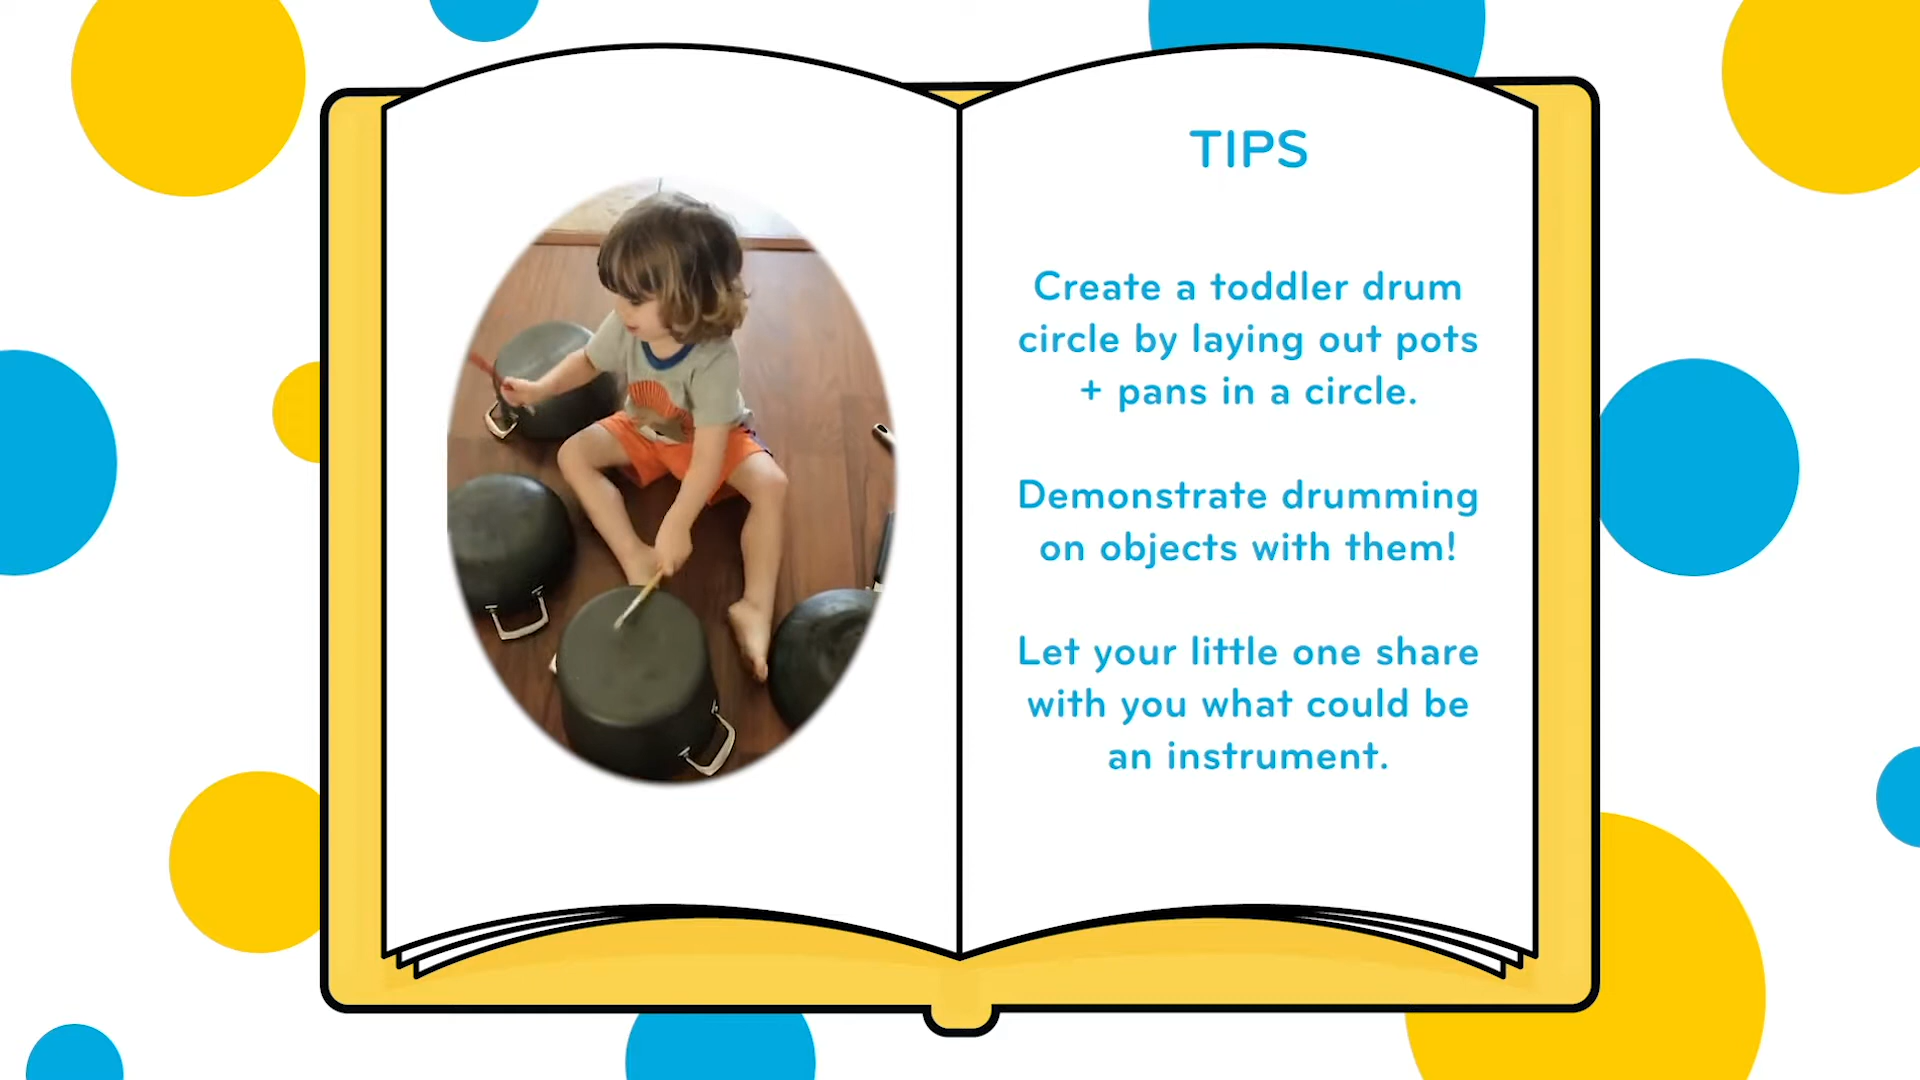 TIPS
Create a toddler drum
circle by laying out pots
+ pans in a circle.
Demonstrate drumming
on objects with them!
Let your little one share
with you what could be
an instrument.